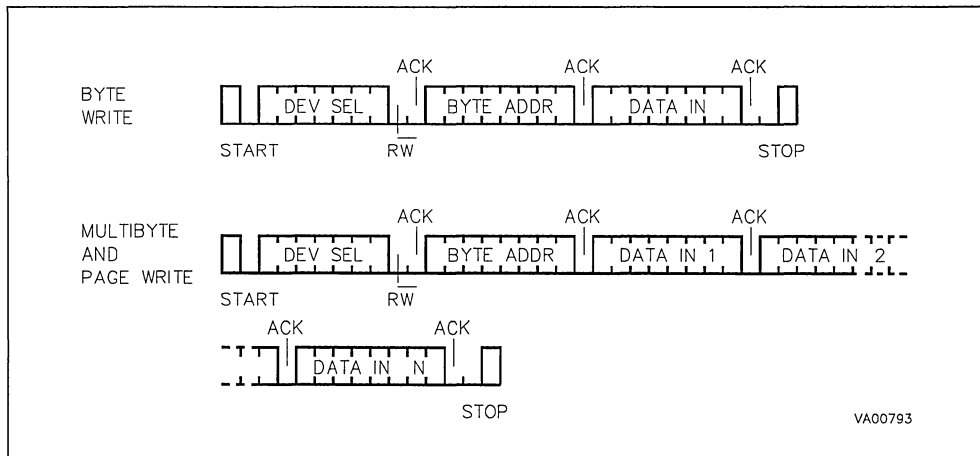 ACK ACK ACK
BYTE
WRITE
DEV SEL BYTE ADDR DATA IN
START RW STOP
ACK ACK ACK
MULTIBYTE
AND
PAGE WRITE
DEV SEL BYTE ADDR DATA IN 1 DATA IN 2
START RW
ACK ACK
DATA IN N
STOP
VA00793